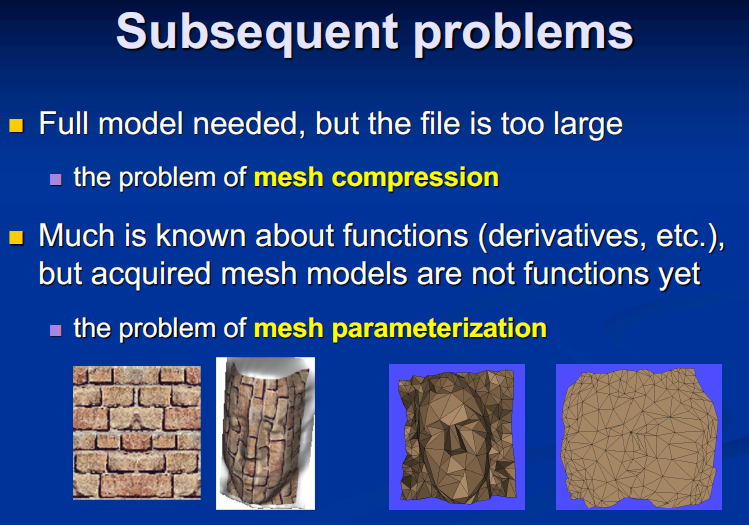 Subsequent problems
Full model needed, but the file is too large
the problem of mesh compression
Much is known about functions (derivatives, etc.),
but acquired mesh models are not functions yet
the problem of mesh parameterization